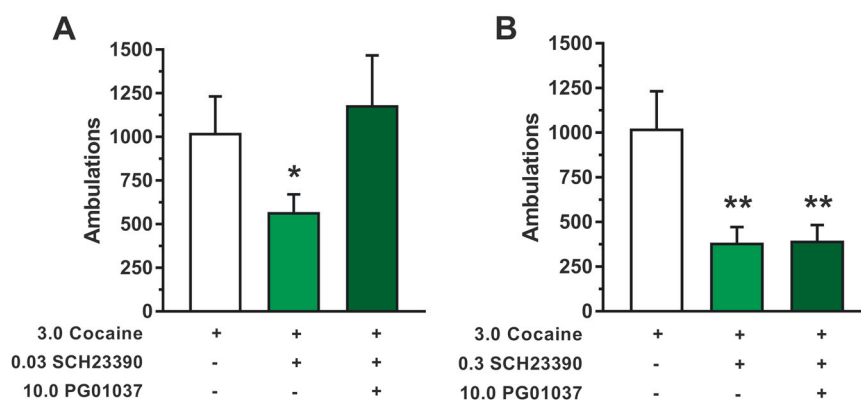 A
1500
1250
1000
750
500
250
0
Ambulations
*
3.0 Cocaine + + +
0.03 SCH23390 - + +
10.0 PG01037 - - +
B
1500
1250
1000
750
500
250
0
Ambulations
** **
3.0 Cocaine + + +
0.3 SCH23390 - + +
10.0 PG01037 - - +